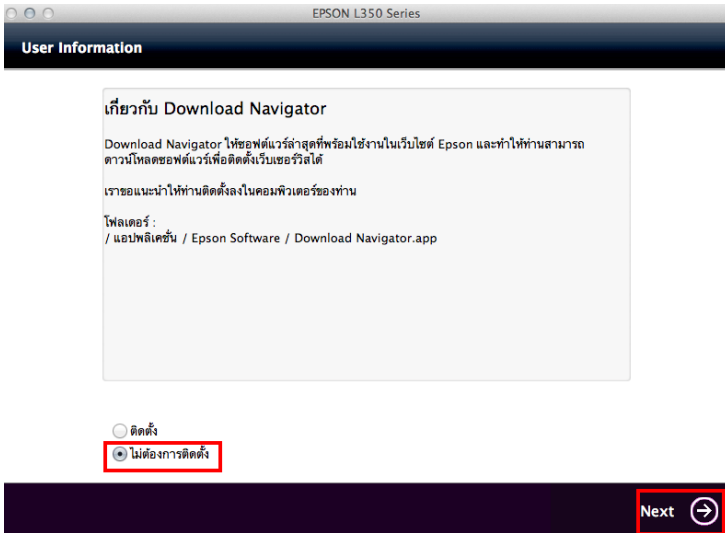 EPSON L350 Series
User Information
เกี่ยวกับ Download Navigator
Download Navigator ให้ซอฟต์แวร์ล่าสุดที่พร้อมใช้งานในเว็บไซต์ Epson และทำให้ท่านสามารถ
ดาวน์โหลดซอฟต์แวร์เพื่อติดตั้งเว็บเซอร์วิสได้
เราขอแนะนำให้ท่านติดตั้งลงในคอมพิวเตอร์ของท่าน
โฟลเดอร์ :
/ แอปพลิเคชั่น / Epson Software / Download Navigator.app
ติดตั้ง
ไม่ต้องการติดตั้ง
Next